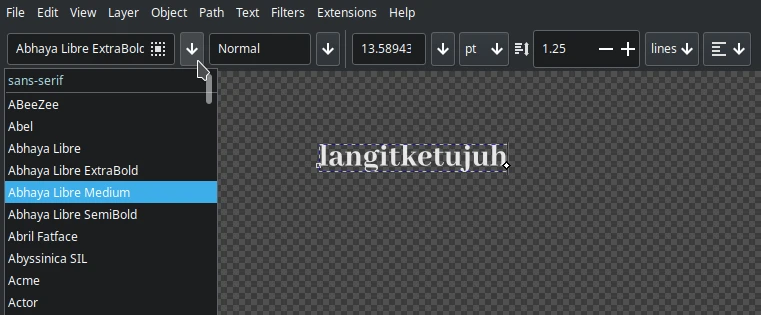 File Edit View Layer Object Path Text Filters Extensions Help
Abhaya Libre ExtraBold Normal 13.58943 pt 1.25 lines
sans-serif
ABeeZee
Abel
Abhaya Libre
Abhaya Libre ExtraBold
Abhaya Libre Medium
Abhaya Libre SemiBold
Abril Fatface
Abyssinica SIL
Acme
Actor
langitketujuh